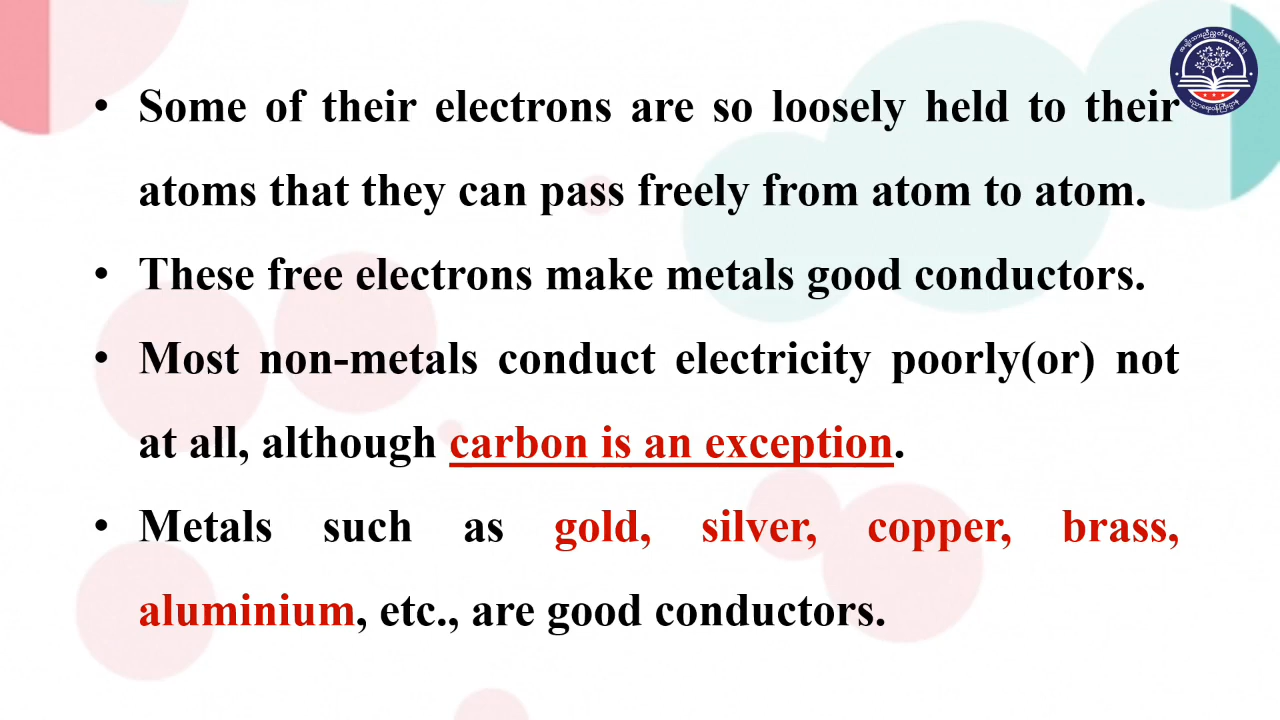 • Some of their electrons are so loosely held to their
atoms that they can pass freely from atom to atom.
• These free electrons make metals good conductors.
• Most non-metals conduct electricity poorly(or) not
at all, although carbon is an exception.
• Metals such as gold, silver, copper, brass,
aluminium, etc., are good conductors.